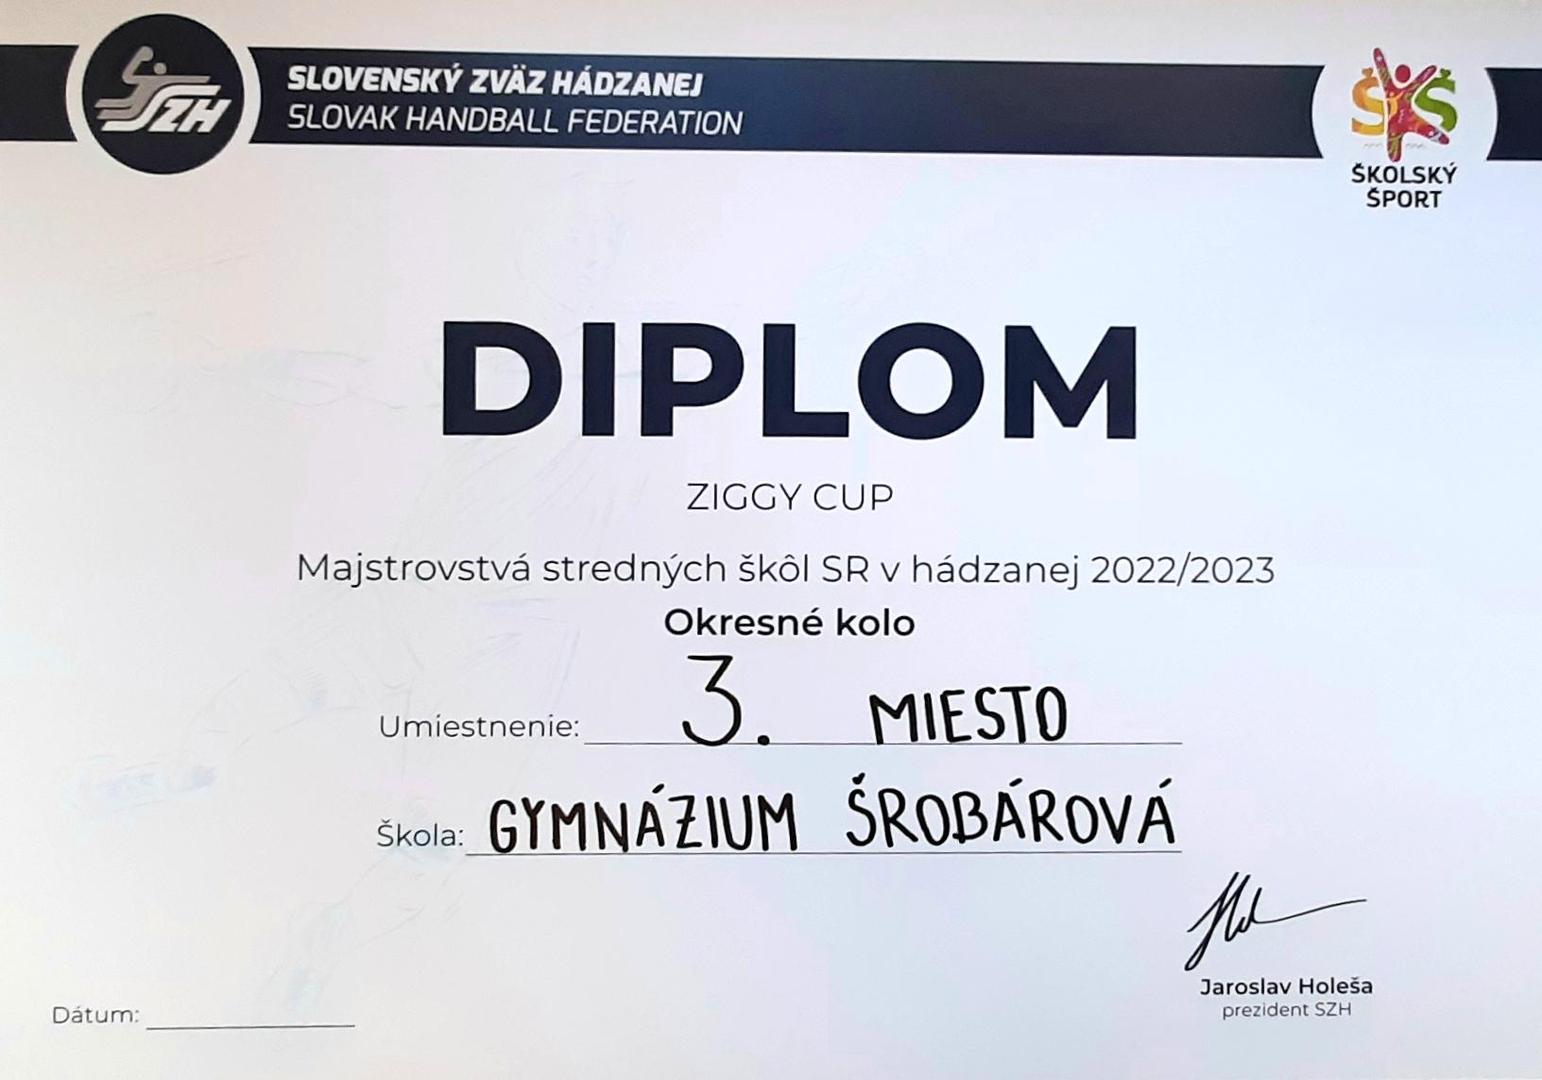 SZH
SLOVENSKÝ ZVÄZ HÁDZANEJ
SLOVAK HANDBALL FEDERATION
ŠKOLSKÝ
ŠPORT
DIPLOM
ZIGGY CUP
Majstrovstvá stredných škôl SR v hádzanej 2022/2023
Okresné kolo
Umiestnenie: 3. MIESTO
Škola: GYMNÁZIUM ŠROBÁROVÁ
Jaroslav Holeša
prezident SZH
Dátum: